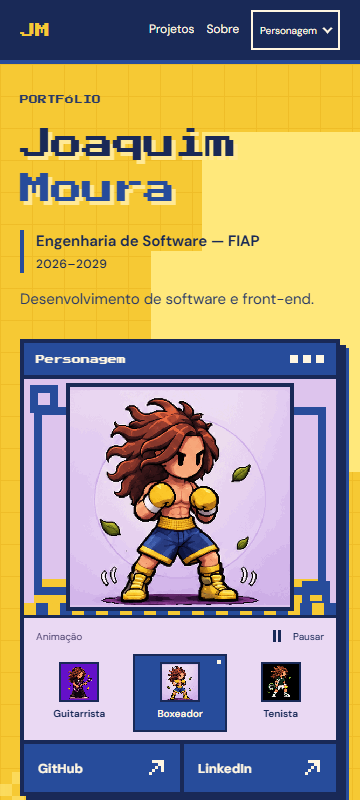 JM
Projetos Sobre Personagem
PORTFóLIO
Joaquim
Moura
Engenharia de Software — FIAP
2026–2029
Desenvolvimento de software e front-end.
Personagem
Animação Pausar
Guitarrista Boxeador Tenista
GitHub LinkedIn